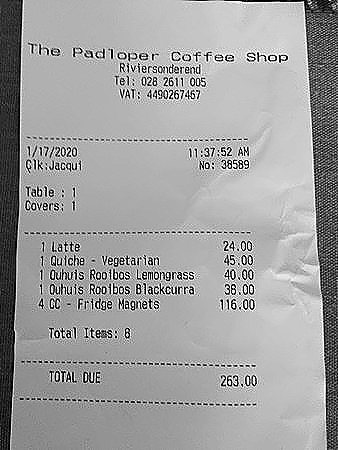 The Padloper Coffee Shop
Riviersonderend
Tel: 028 2611 005
VAT: 4490267467
1/17/2020 11:37:52 AM
Clk:Jacqui No: 38589
Table : 1
Covers: 1
1 Latte 24.00
1 Quiche - Vegetarian 45.00
1 Ouhuis Rooibos Lemongrass 40.00
1 Ouhuis Rooibos Blackcurra 38.00
4 CC - Fridge Magnets 116.00
Total Items: 8
TOTAL DUE 263.00